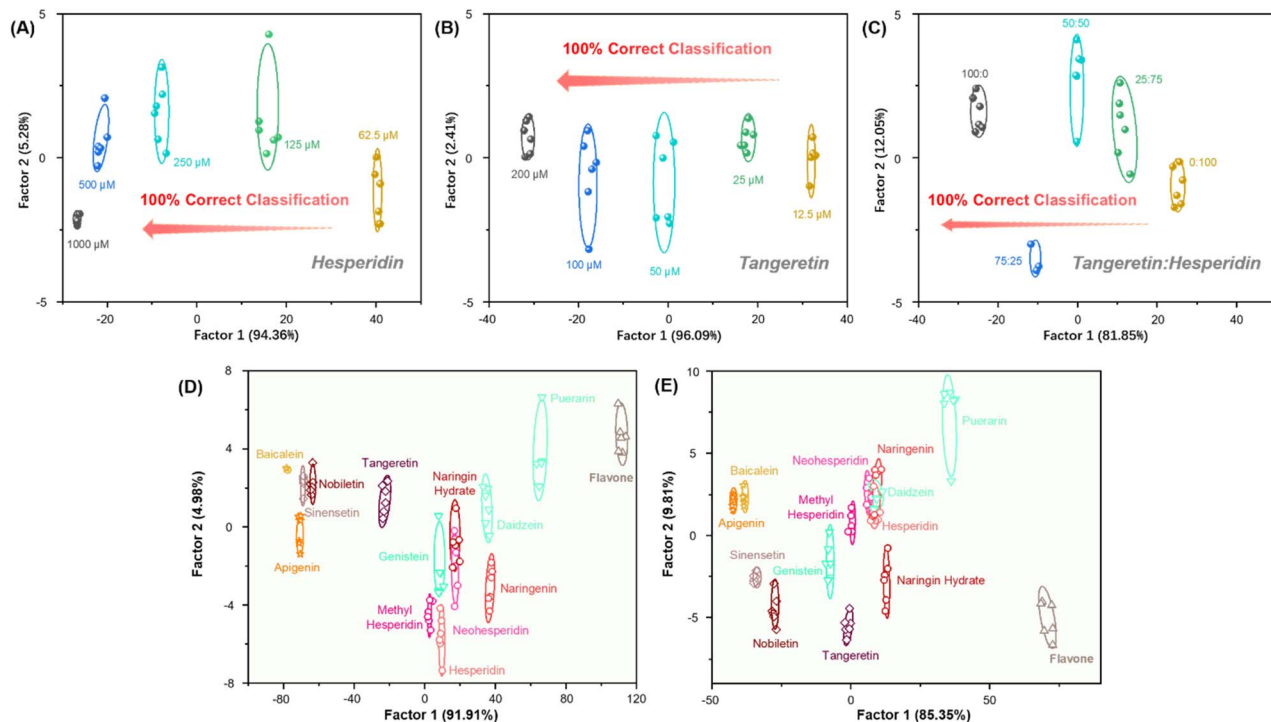 (A)
5
0
-5
-20
0
20
40
Factor 2 (5.28%)
Factor 1 (94.36%)
500 µM
250 µM
125 µM
62.5 µM
1000 µM
100% Correct Classification
Hesperidin
(B)
5
0
-5
-40
-20
0
20
40
Factor 2 (2.41%)
Factor 1 (96.09%)
100% Correct Classification
200 µM
100 µM
50 µM
25 µM
12.5 µM
Tangeretin
(C)
5
0
-5
-40
-20
0
20
40
Factor 2 (12.05%)
Factor 1 (81.85%)
100:0
50:50
25:75
0:100
75:25
100% Correct Classification
Tangeretin:Hesperidin
(D)
8
4
0
-4
-8
-120
-80
-40
0
40
80
120
Factor 2 (4.98%)
Factor 1 (91.91%)
Puerarin
Baicalein
Tangeretin
Nobiletin
Naringin
Hydrate
Flavone
Sinensetin
Daidzein
Apigenin
Genistein
Naringenin
Methyl
Hesperidin
Neohesperidin
Hesperidin
(E)
10
5
0
-5
-50
0
50
Factor 2 (9.81%)
Factor 1 (85.35%)
Puerarin
Naringenin
Neohesperidin
Baicalein
Daidzein
Methyl
Hesperidin
Apigenin
Hesperidin
Sinensetin
Genistein
Naringin Hydrate
Nobiletin
Tangeretin
Flavone